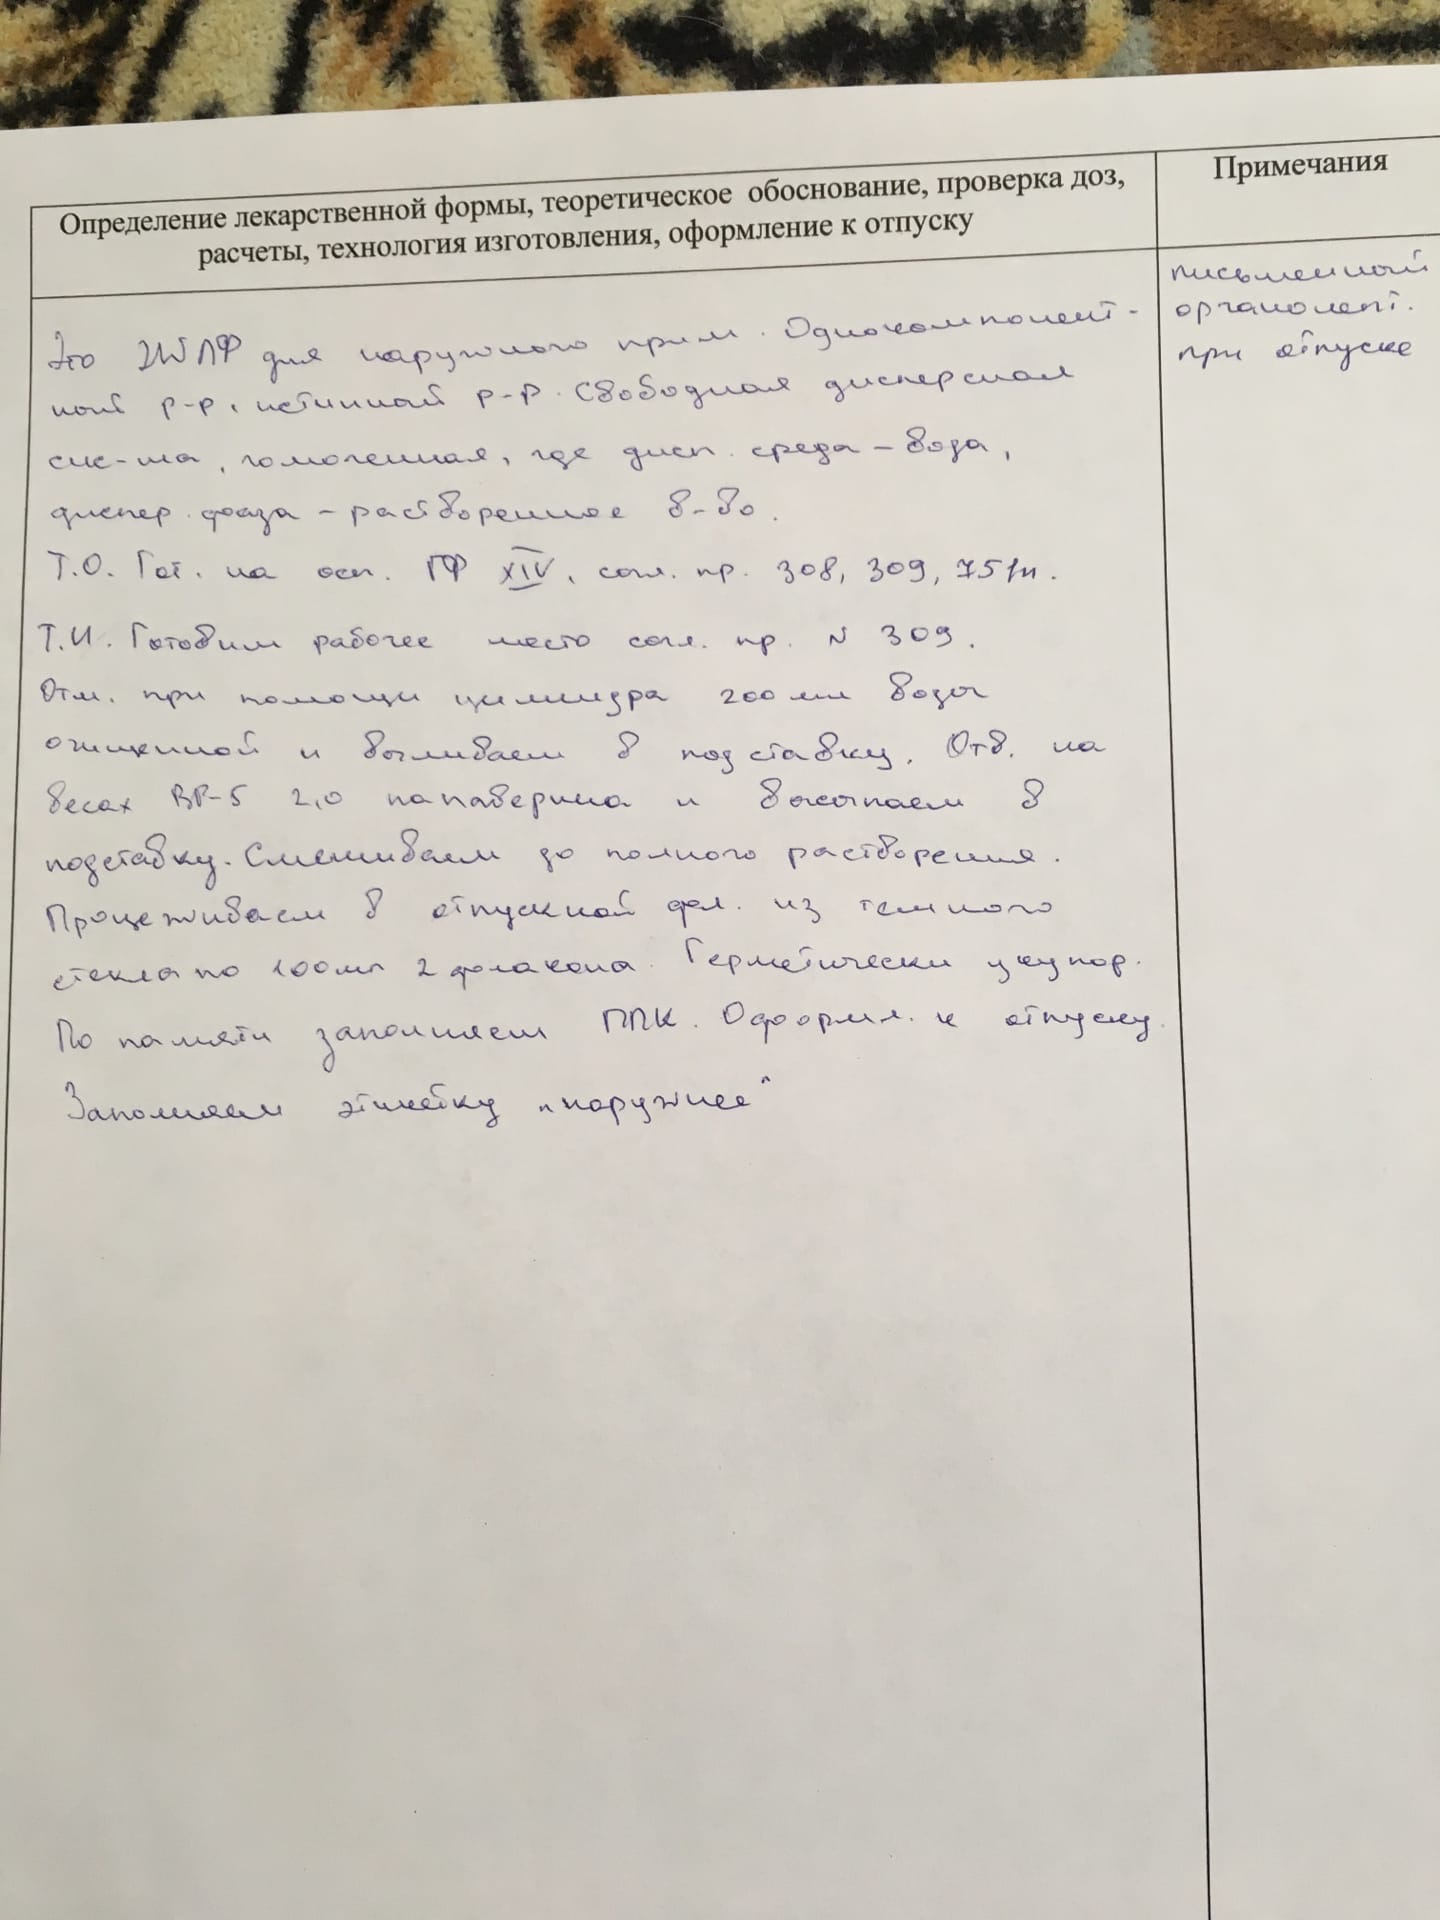 Определение лекарственной формы, теоретическое обоснование, проверка доз,
расчеты, технология изготовления, оформление к отпуску
Примечания
Это ЖЛФ для наружного прим. Однокомпонент-
ный р-р, истинный р-р. Свободная дисперсная
сис-ма, гомогенная, где дисп. среда – вода,
диспер. фаза – растворенное в-во.
Т.О. Гот. на осн. ГФ XIV, согл. пр. 308, 309, 751н.
Т.И. Готовим рабочее место согл. пр. N 309.
Отм. при помощи цилиндра 200 мл воды
очищенной и выливаем в подставку. Отв. на
весах ВР-5 2,0 папаверина и высыпаем в
подставку. Смешиваем до полного растворения.
Процеживаем в отпускной фл. из темного
стекла по 100 мл 2 флакона. Герметически укупор.
По памяти заполняем ППК. Оформл. к отпуску.
Заполняем этикетку "наружнее"
письменный
органолепт.
при отпуске